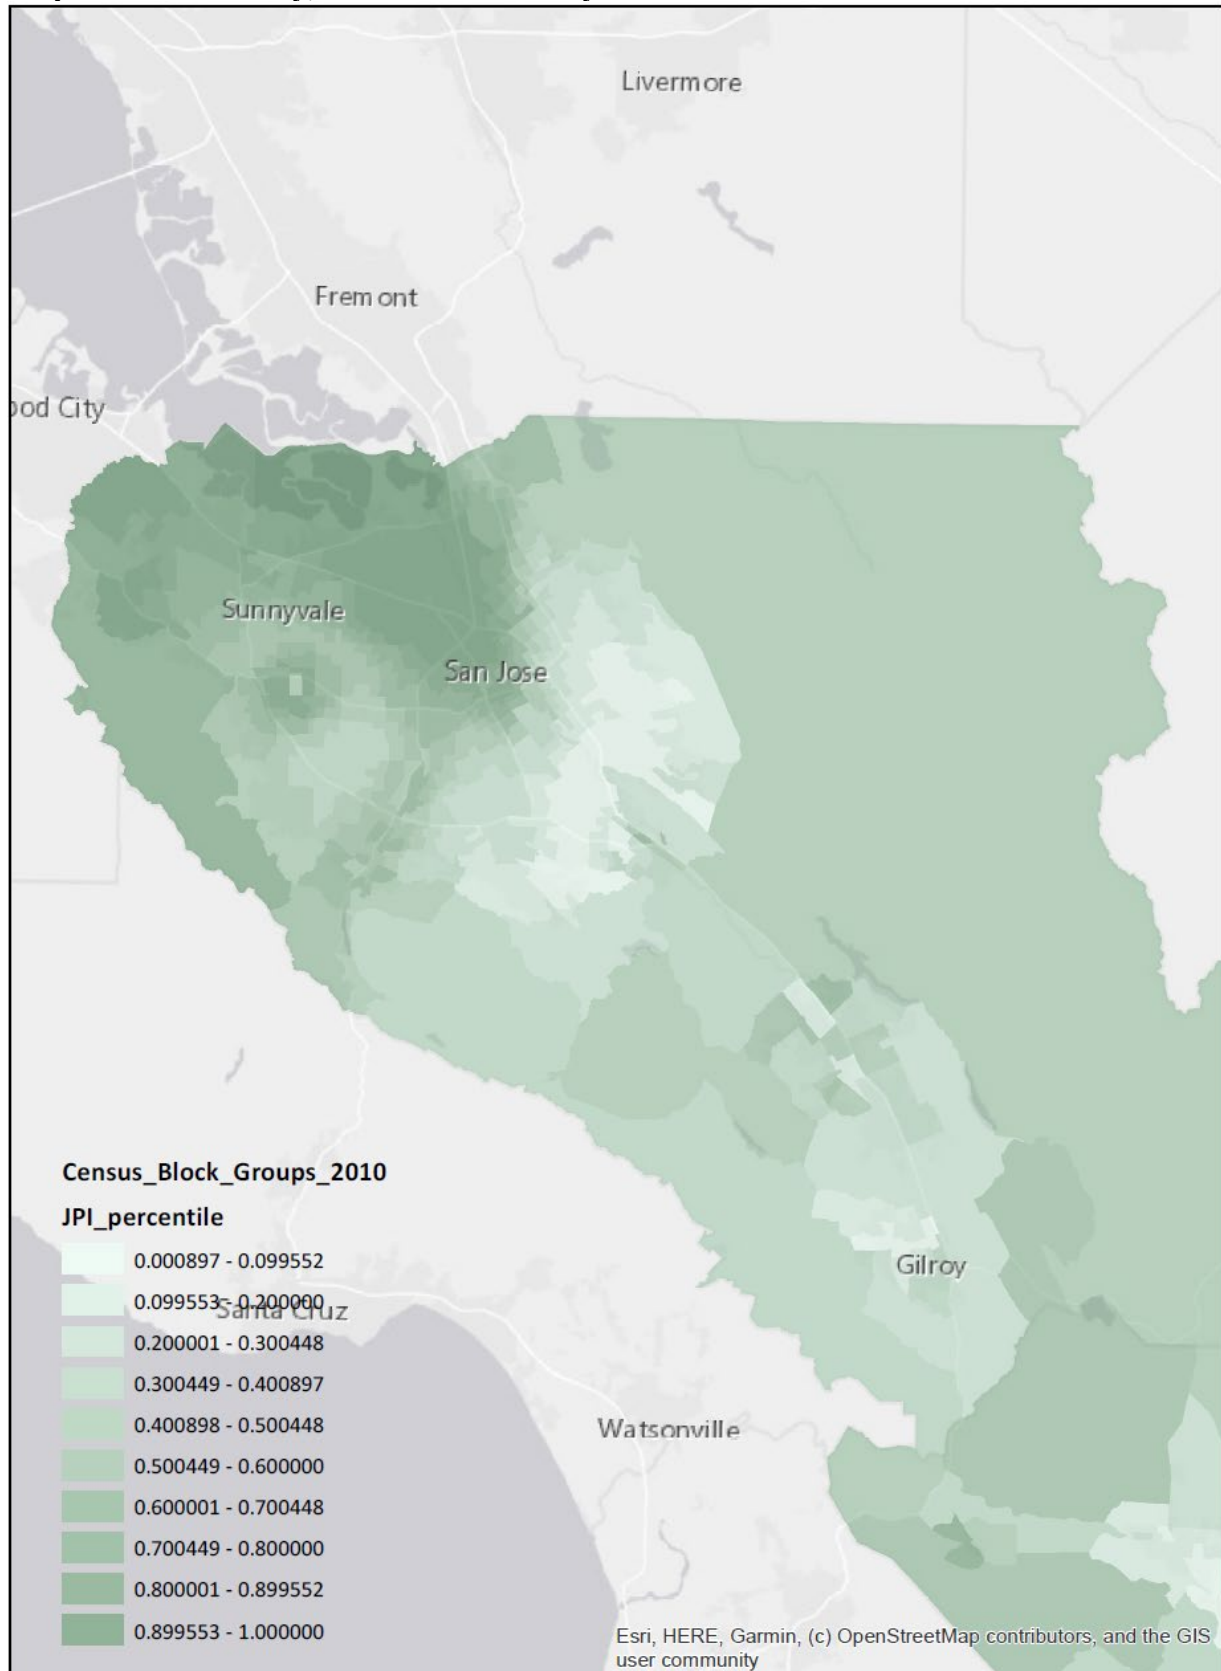 Livermore
Fremont
ood City
Sunnyvale
San Jose
Census_Block_Groups_2010
JPI_percentile
0.000897 - 0.099552
0.099553 - 0.200000
Santa Cruz
0.200001 - 0.300448
0.300449 - 0.400897
0.400898 - 0.500448
0.500449 - 0.600000
0.600001 - 0.700448
0.700449 - 0.800000
0.800001 - 0.899552
0.899553 - 1.000000
Gilroy
Watsonville
Esri, HERE, Garmin, (c) OpenStreetMap contributors, and the GIS
user community